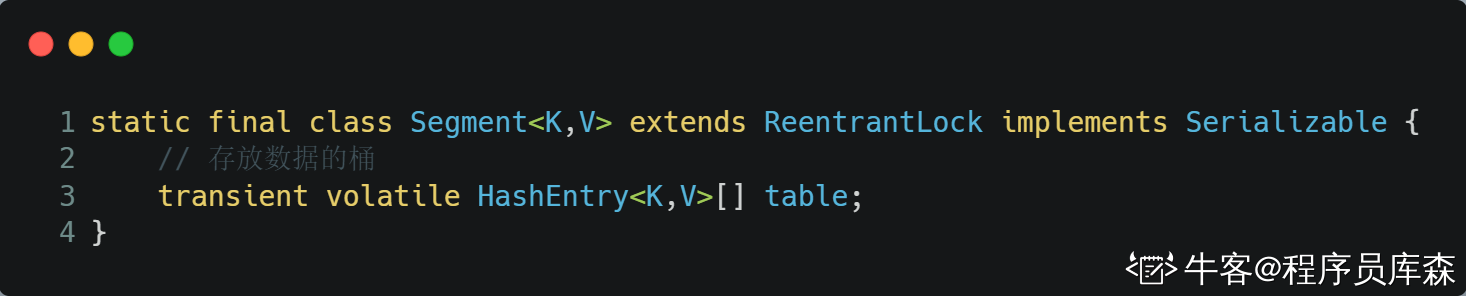 1 static final class Segment<K,V> extends ReentrantLock implements Serializable {
2     // 存放数据的桶
3     transient volatile HashEntry<K,V>[] table;
4 }
牛客@程序员库森